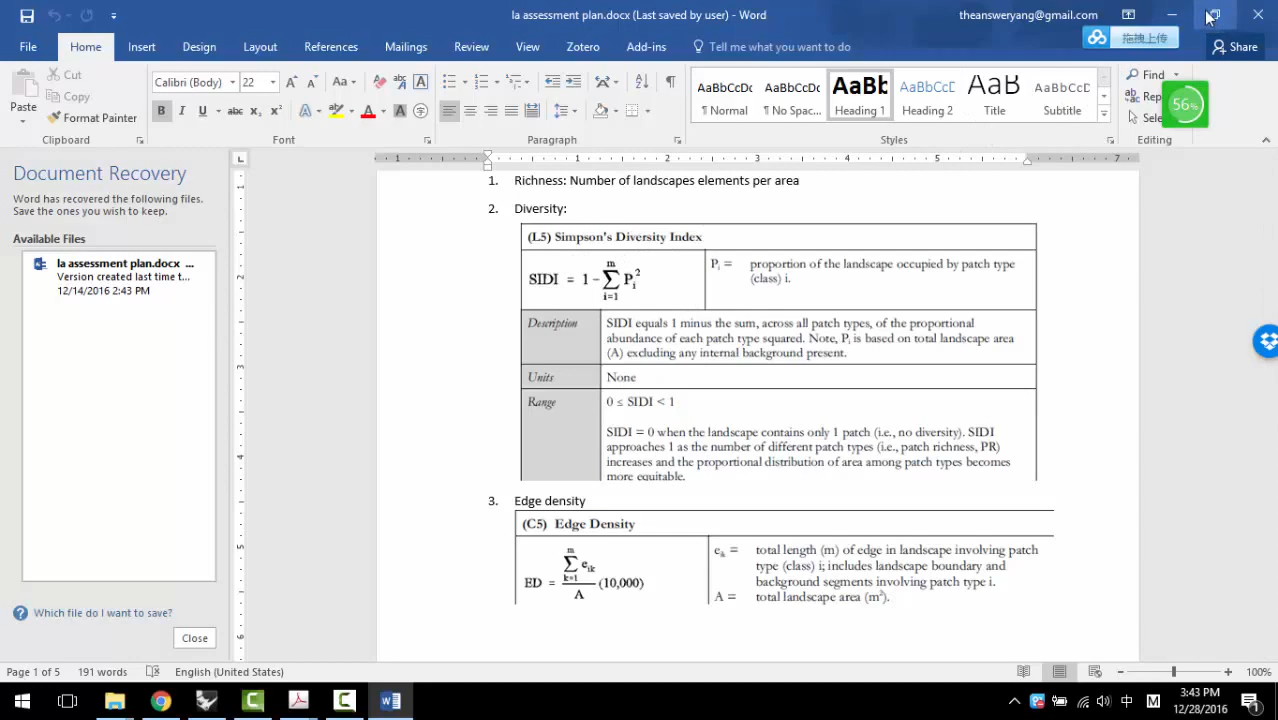 la assessment plan.docx (Last saved by user) - Word
theansweryang@gmail.com
File Home Insert Design Layout References Mailings Review View Zotero Add-ins Tell me what you want to do
拖拽上传
Share
Paste
Cut
Copy
Format Painter
Clipboard
Calibri (Body) 22
Font
Paragraph
AaBbCcDc AaBbCcDc AaBb AaBbCcD AaB AaBbCcD
¶ Normal ¶ No Spac... Heading 1 Heading 2 Title Subtitle
Styles
Find
Rep
Sele
Editing
56%
Document Recovery
Word has recovered the following files.
Save the ones you wish to keep.
Available Files
la assessment plan.docx ...
Version created last time t...
12/14/2016 2:43 PM
Which file do I want to save?
Close
1. Richness: Number of landscapes elements per area
2. Diversity:
(L5) Simpson's Diversity Index
SIDI = 1 - m∑i=1 Pi²
Pi = proportion of the landscape occupied by patch type
(class) i.
Description SIDI equals 1 minus the sum, across all patch types, of the proportional
abundance of each patch type squared. Note, Pi is based on total landscape area
(A) excluding any internal background present.
Units None
Range 0 ≤ SIDI < 1
SIDI = 0 when the landscape contains only 1 patch (i.e., no diversity). SIDI
approaches 1 as the number of different patch types (i.e., patch richness, PR)
increases and the proportional distribution of area among patch types becomes
more equitable.
3. Edge density
(C5) Edge Density
ED = m∑k=1 eik / A (10,000)
eik = total length (m) of edge in landscape involving patch
type (class) i; includes landscape boundary and
background segments involving patch type i.
A = total landscape area (m²).
Page 1 of 5 191 words English (United States) 100%
中 M
3:43 PM
12/28/2016
1